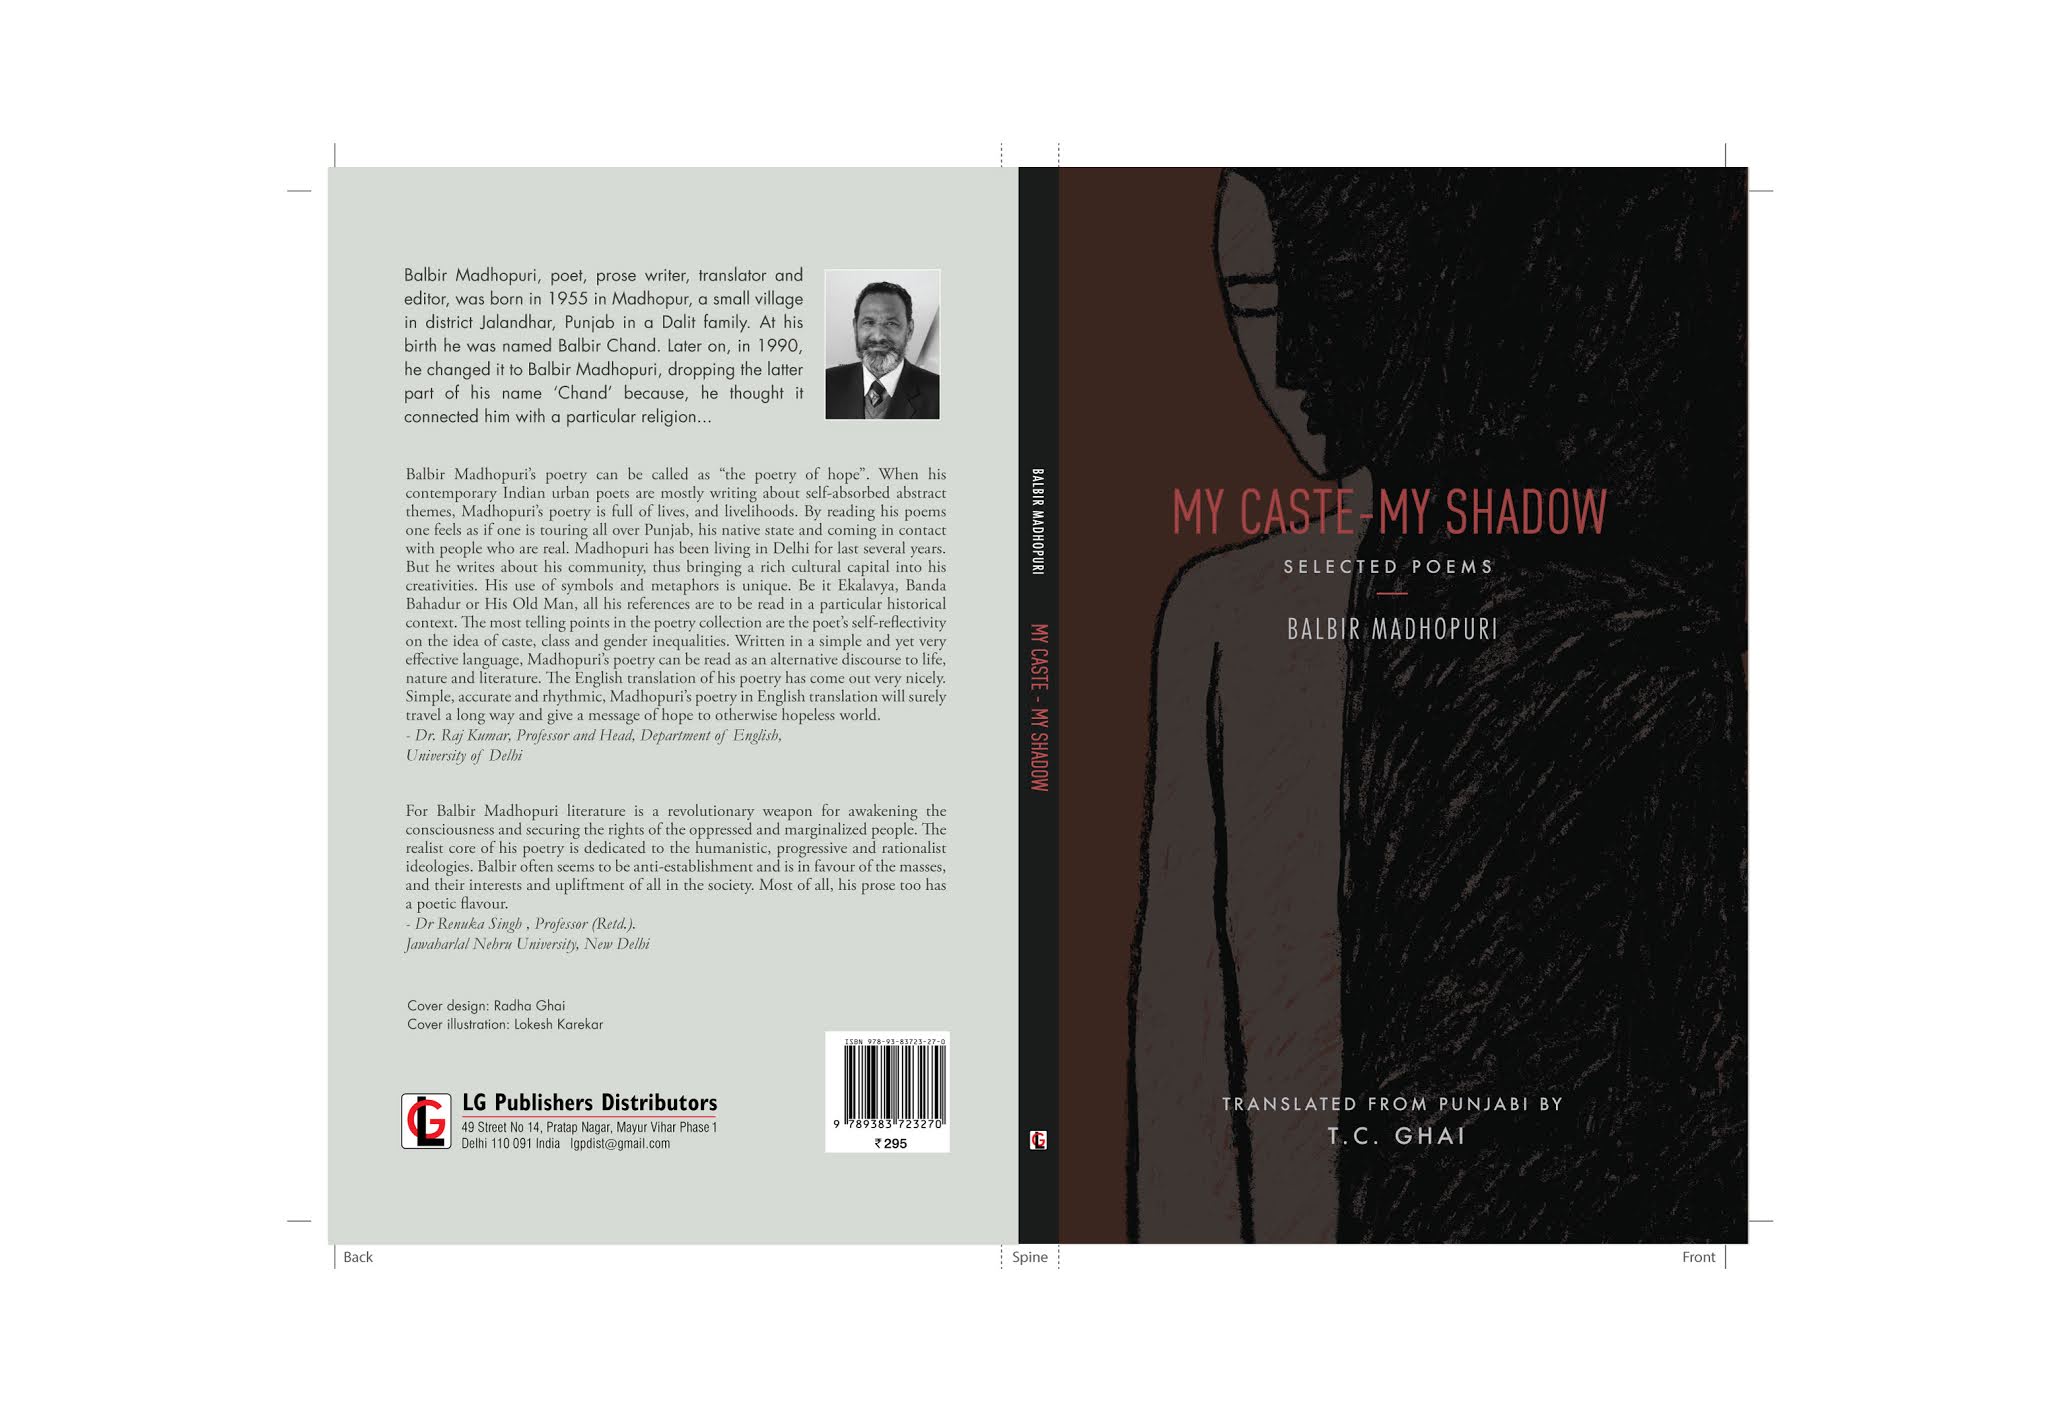 Balbir Madhopuri, poet, prose writer, translator and
editor, was born in 1955 in Madhopur, a small village
in district Jalandhar, Punjab in a Dalit family. At his
birth he was named Balbir Chand. Later on, in 1990,
he changed it to Balbir Madhopuri, dropping the latter
part of his name ‘Chand’ because, he thought it
connected him with a particular religion...
Balbir Madhopuri’s poetry can be called as “the poetry of hope”. When his
contemporary Indian urban poets are mostly writing about self-absorbed abstract
themes, Madhopuri’s poetry is full of lives, and livelihoods. By reading his poems
one feels as if one is touring all over Punjab, his native state and coming in contact
with people who are real. Madhopuri has been living in Delhi for last several years.
But he writes about his community, thus bringing a rich cultural capital into his
creativities. His use of symbols and metaphors is unique. Be it Ekalavya, Banda
Bahadur or His Old Man, all his references are to be read in a particular historical
context. The most telling points in the poetry collection are the poet’s self-reflectivity
on the idea of caste, class and gender inequalities. Written in a simple and yet very
effective language, Madhopuri’s poetry can be read as an alternative discourse to life,
nature and literature. The English translation of his poetry has come out very nicely.
Simple, accurate and rhythmic, Madhopuri’s poetry in English translation will surely
travel a long way and give a message of hope to otherwise hopeless world.
- Dr. Raj Kumar, Professor and Head, Department of English,
University of Delhi
For Balbir Madhopuri literature is a revolutionary weapon for awakening the
consciousness and securing the rights of the oppressed and marginalized people. The
realist core of his poetry is dedicated to the humanistic, progressive and rationalist
ideologies. Balbir often seems to be anti-establishment and is in favour of the masses,
and their interests and upliftment of all in the society. Most of all, his prose too has
a poetic flavour.
- Dr Renuka Singh , Professor (Retd.).
Jawaharlal Nehru University, New Delhi
Cover design: Radha Ghai
Cover illustration: Lokesh Karekar
LG
LG Publishers Distributors
49 Street No 14, Pratap Nagar, Mayur Vihar Phase 1
Delhi 110 091 India lgpdist@gmail.com
ISBN 978-93-83723-27-0
9 789383 723270
₹ 295
Back
BALBIR MADHOPURI
MY CASTE - MY SHADOW
LG
Spine
MY CASTE-MY SHADOW
SELECTED POEMS
BALBIR MADHOPURI
TRANSLATED FROM PUNJABI BY
T.C. GHAI
Front